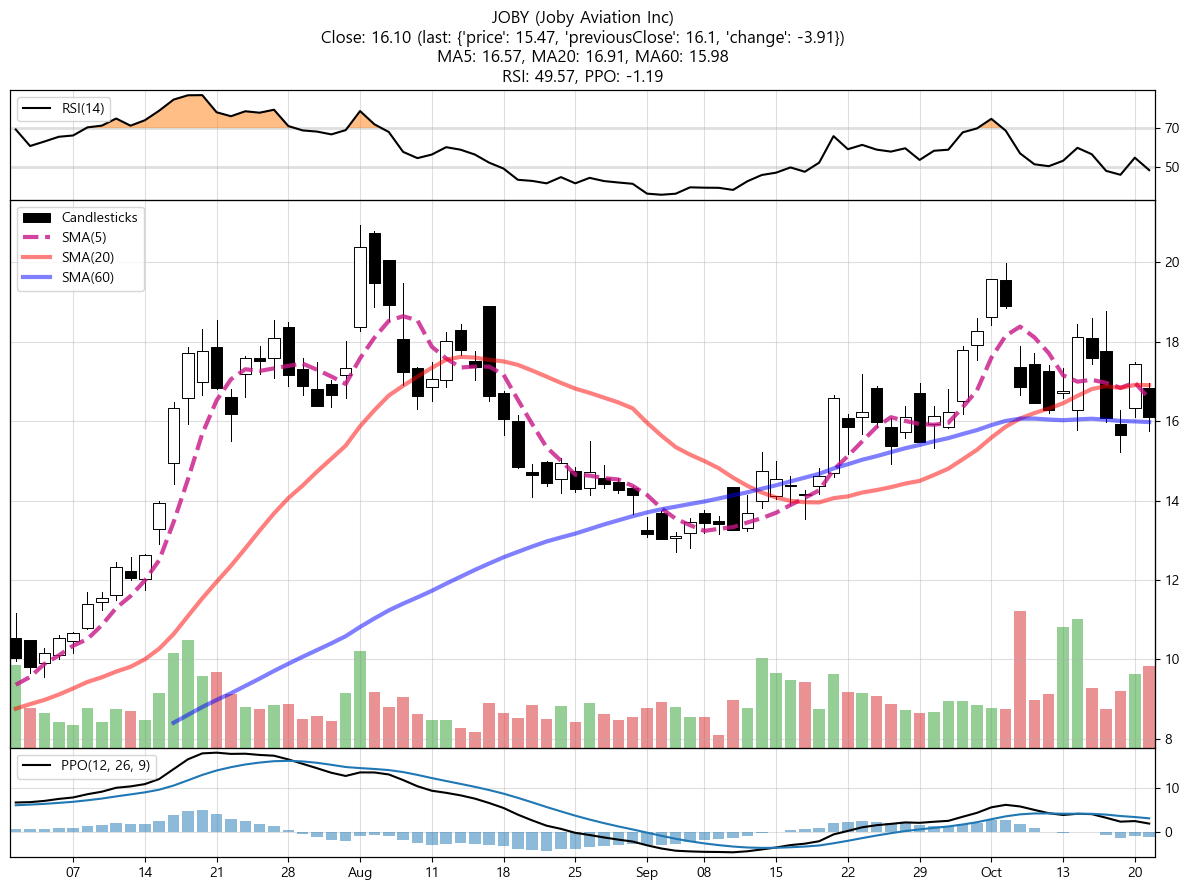 JOBY (Joby Aviation Inc)
Close: 16.10 (last: {'price': 15.47, 'previousClose': 16.1, 'change': -3.91})
MA5: 16.57, MA20: 16.91, MA60: 15.98
RSI: 49.57, PPO: -1.19
RSI(14)
70
50
Candlesticks
SMA(5)
SMA(20)
SMA(60)
20
18
16
14
12
10
8
PPO(12, 26, 9)
10
0
07 14 21 28 Aug 11 18 25 Sep 08 15 22 29 Oct 13 20